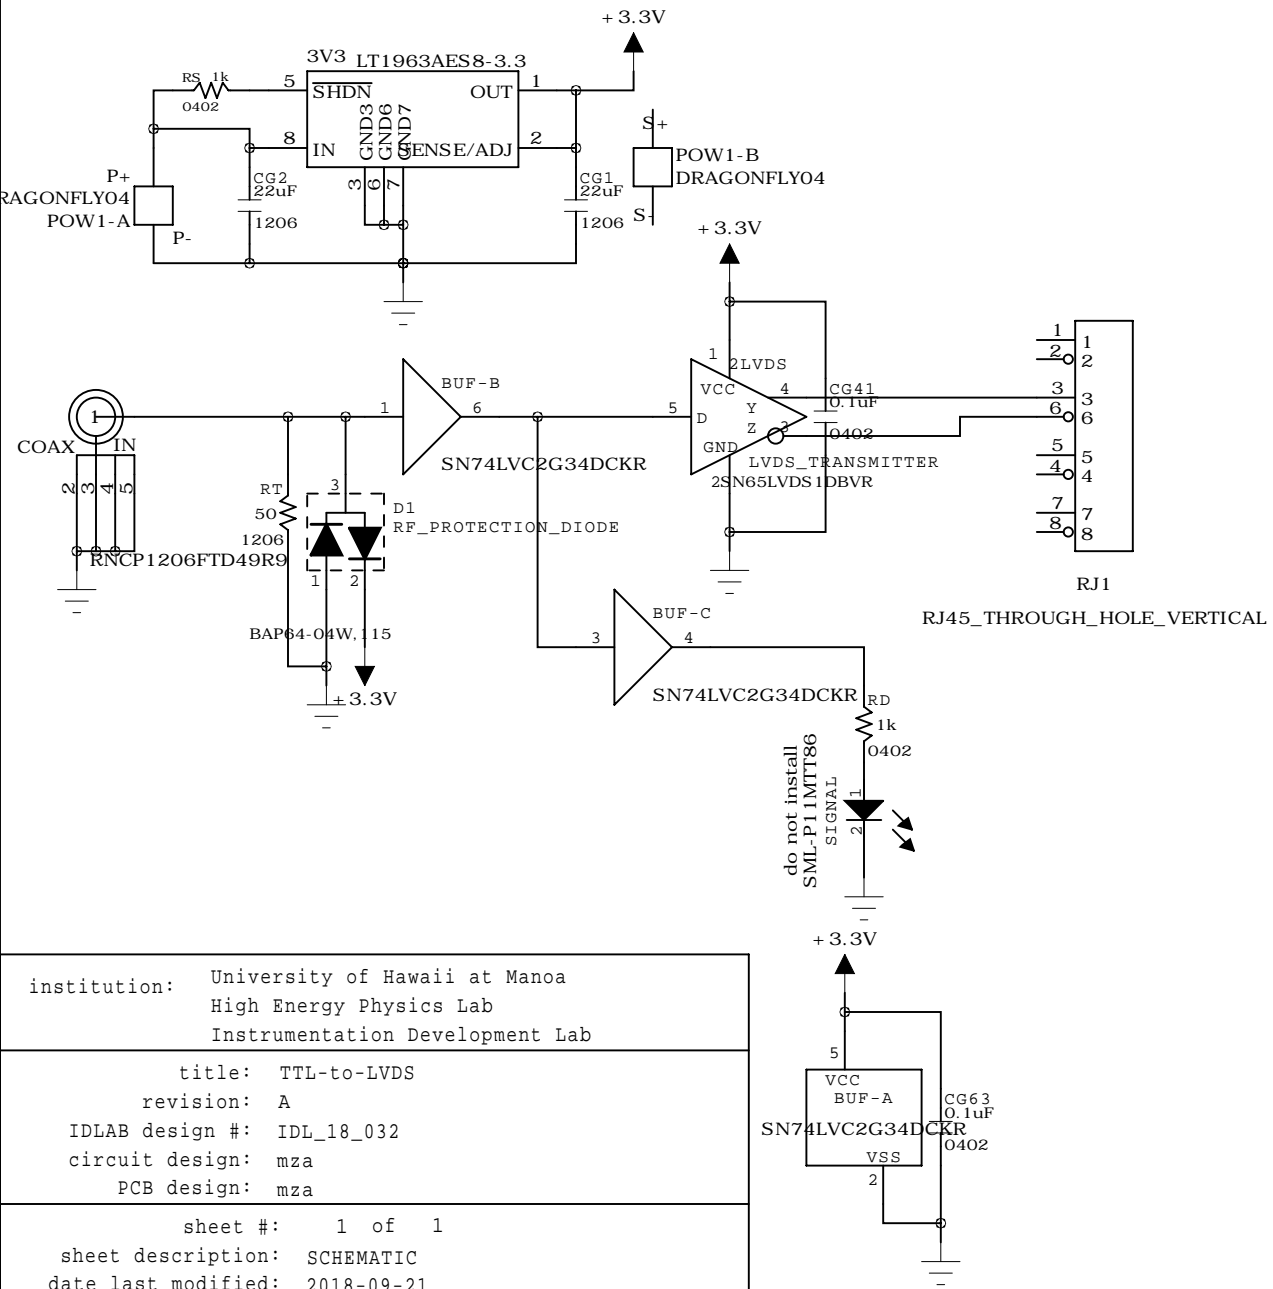 +3.3V
3V3 LT1963AES8-3.3
RS 1k
0402
5
SHDN
OUT
1
8
IN
GND3
GND6
GND7
SENSE/ADJ
2
3
6
7
CG2
22uF
1206
CG1
22uF
1206
P+
RAGONFLY04
POW1-A
P-
S+
POW1-B
DRAGONFLY04
S-
+3.3V
1
2LVDS
VCC
4
CG41
0.1uF
0402
5
D
Y
Z
3
GND
LVDS_TRANSMITTER
2SN65LVDS1DBVR
1
1
2
2
3
3
6
6
5
5
4
4
7
7
8
8
RJ1
RJ45_THROUGH_HOLE_VERTICAL
1
COAX
IN
2
3
4
5
1
BUF-B
6
SN74LVC2G34DCKR
RT
50
1206
RNCP1206FTD49R9
3
D1
RF_PROTECTION_DIODE
1
2
BAP64-04W,115
+3.3V
3
BUF-C
4
SN74LVC2G34DCKR
RD
1k
0402
do not install
SML-P11MTT86
SIGNAL
1
2
+3.3V
5
VCC
BUF-A
SN74LVC2G34DCKR
VSS
2
CG63
0.1uF
0402
institution: University of Hawaii at Manoa
High Energy Physics Lab
Instrumentation Development Lab
title: TTL-to-LVDS
revision: A
IDLAB design #: IDL_18_032
circuit design: mza
PCB design: mza
sheet #: 1 of 1
sheet description: SCHEMATIC
date last modified: 2018-09-21